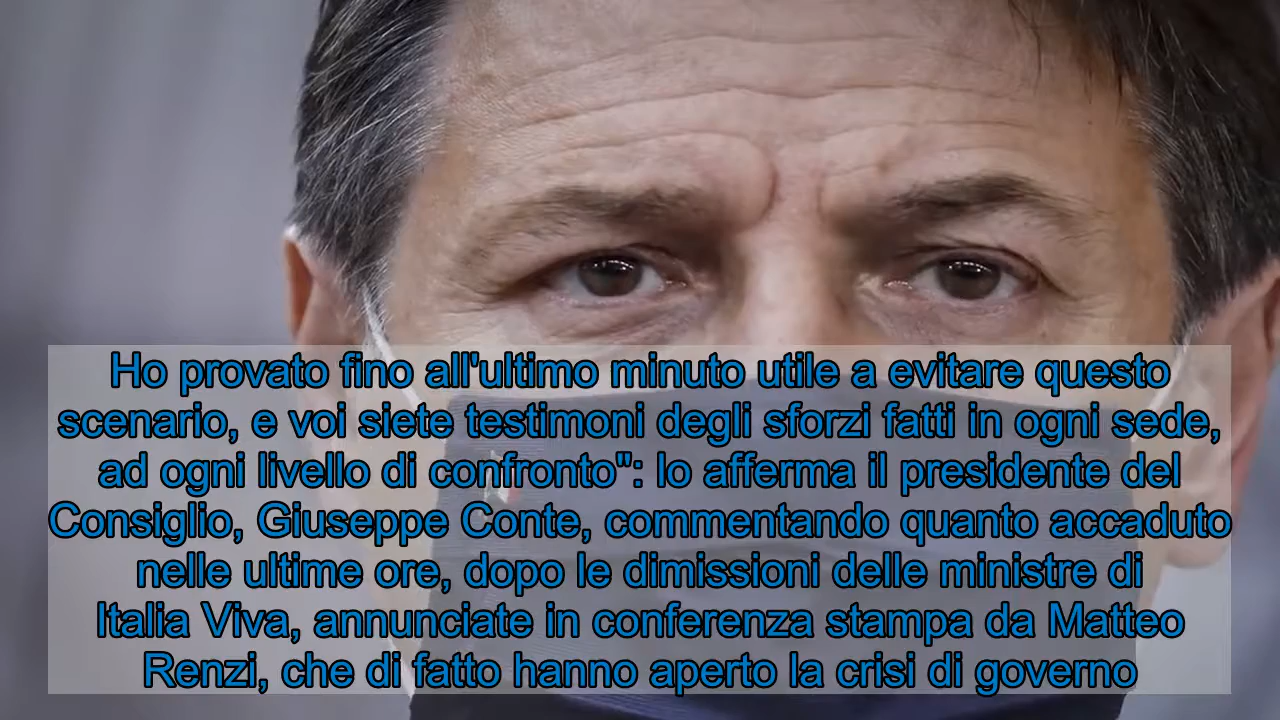 Ho provato fino all'ultimo minuto utile a evitare questo
scenario, e voi siete testimoni degli sforzi fatti in ogni sede,
ad ogni livello di confronto": lo afferma il presidente del
Consiglio, Giuseppe Conte, commentando quanto accaduto
nelle ultime ore, dopo le dimissioni delle ministre di
Italia Viva, annunciate in conferenza stampa da Matteo
Renzi, che di fatto hanno aperto la crisi di governo